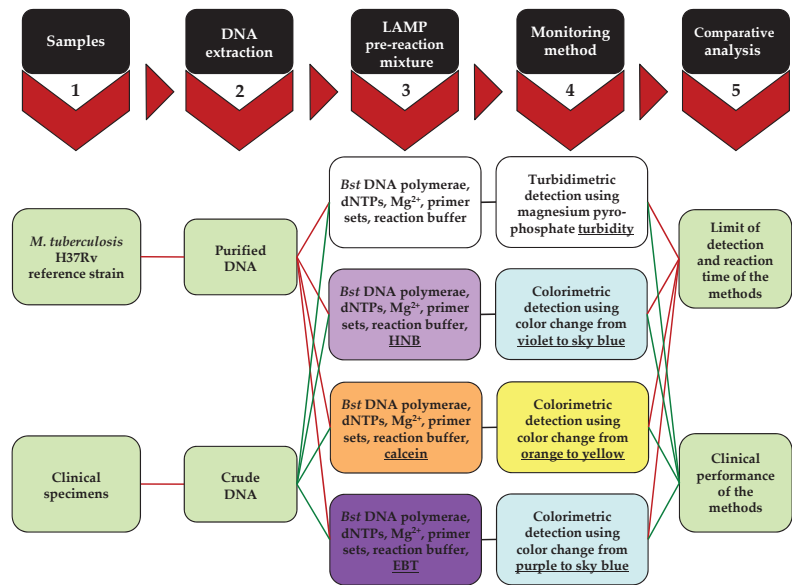 Samples
1
DNA
extraction
2
LAMP
pre-reaction
mixture
3
Monitoring
method
4
Comparative
analysis
5
M. tuberculosis
H37Rv
reference strain
Purified
DNA
Bst DNA polymerae,
dNTPs, Mg²⁺, primer
sets, reaction buffer
Turbidimetric
detection using
magnesium pyro-
phosphate turbidity
Limit of
detection
and reaction
time of the
methods
Bst DNA polymerae,
dNTPs, Mg²⁺, primer
sets, reaction buffer,
HNB
Colorimetric
detection using
color change from
violet to sky blue
Bst DNA polymerae,
dNTPs, Mg²⁺, primer
sets, reaction buffer,
calcein
Colorimetric
detection using
color change from
orange to yellow
Clinical
specimens
Crude
DNA
Bst DNA polymerae,
dNTPs, Mg²⁺, primer
sets, reaction buffer,
EBT
Colorimetric
detection using
color change from
purple to sky blue
Clinical
performance
of the
methods